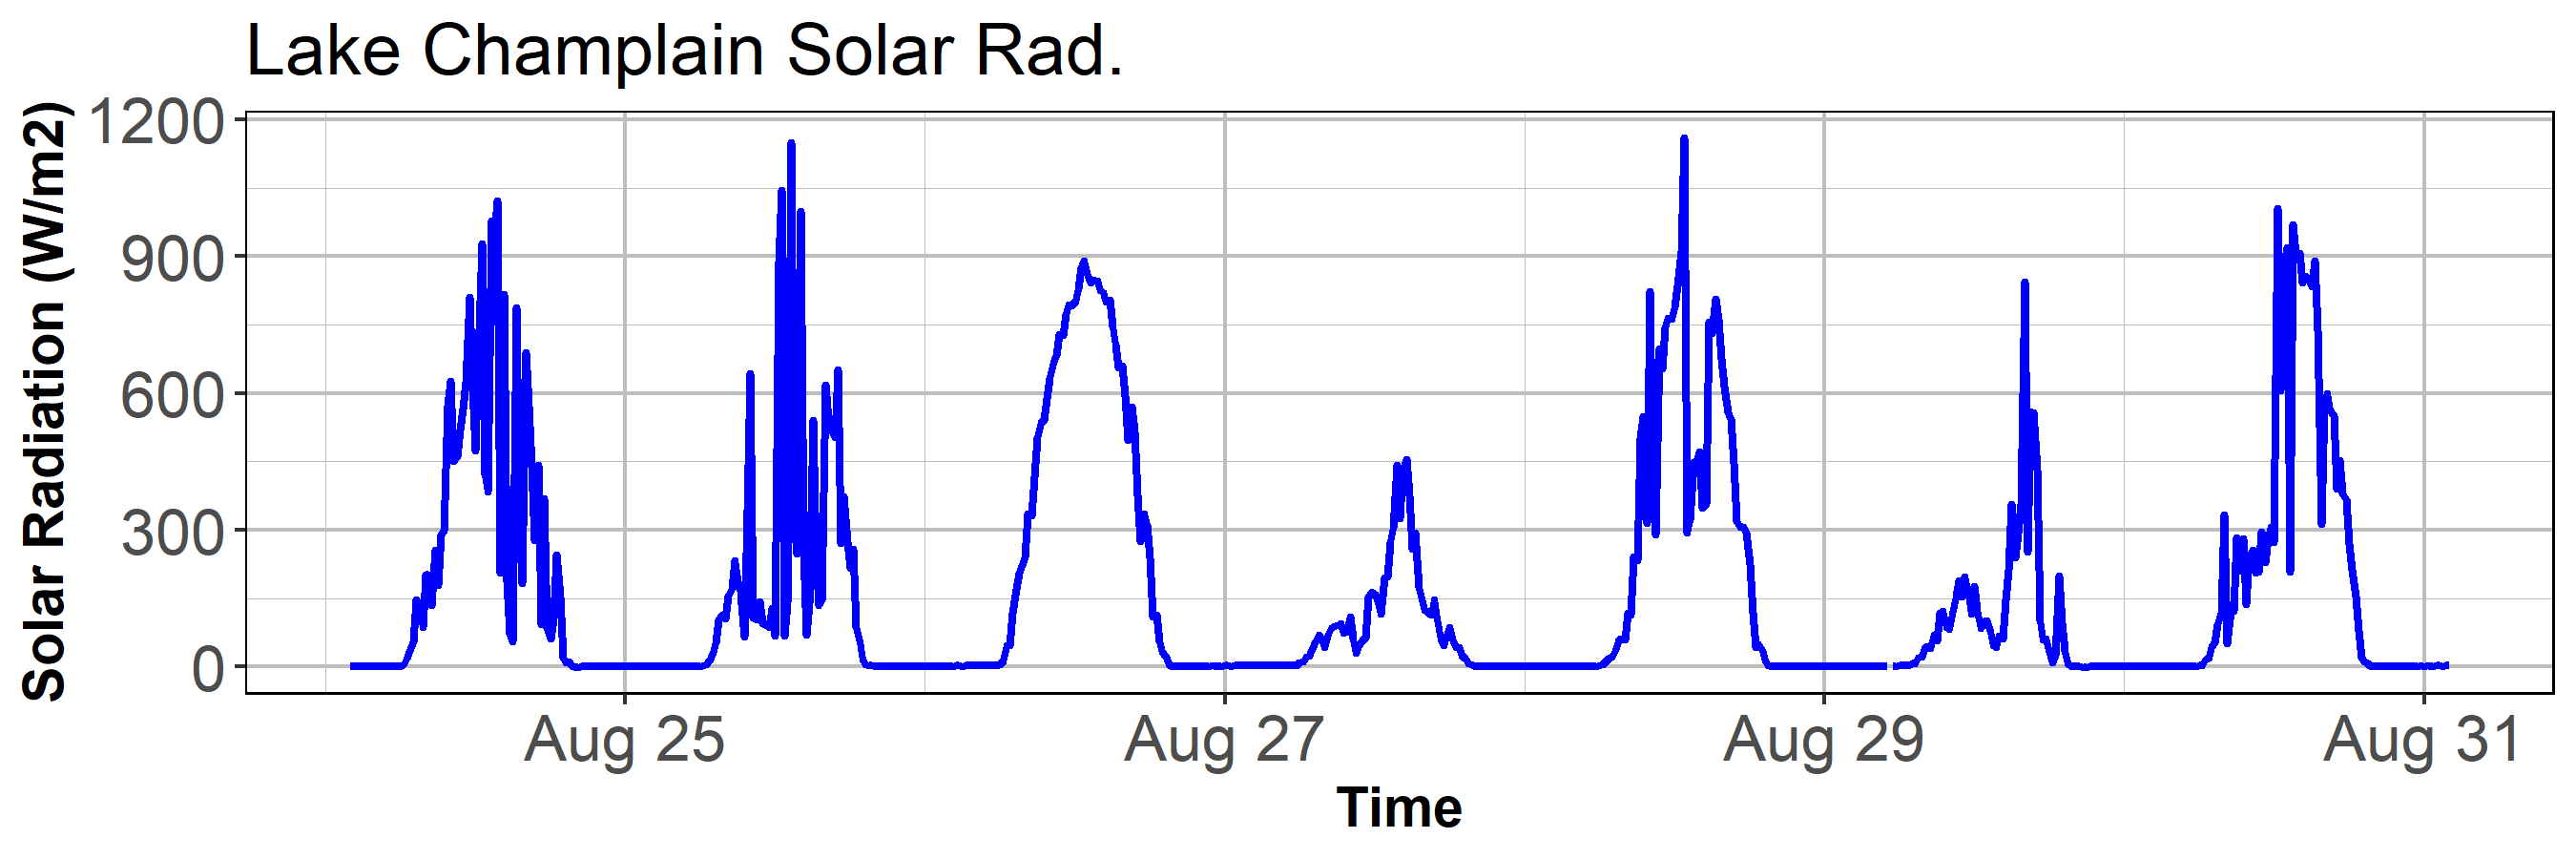 Lake Champlain Solar Rad.
Solar Radiation (W/m2)
1200
900
600
300
0
Aug 25 Aug 27 Aug 29 Aug 31
Time